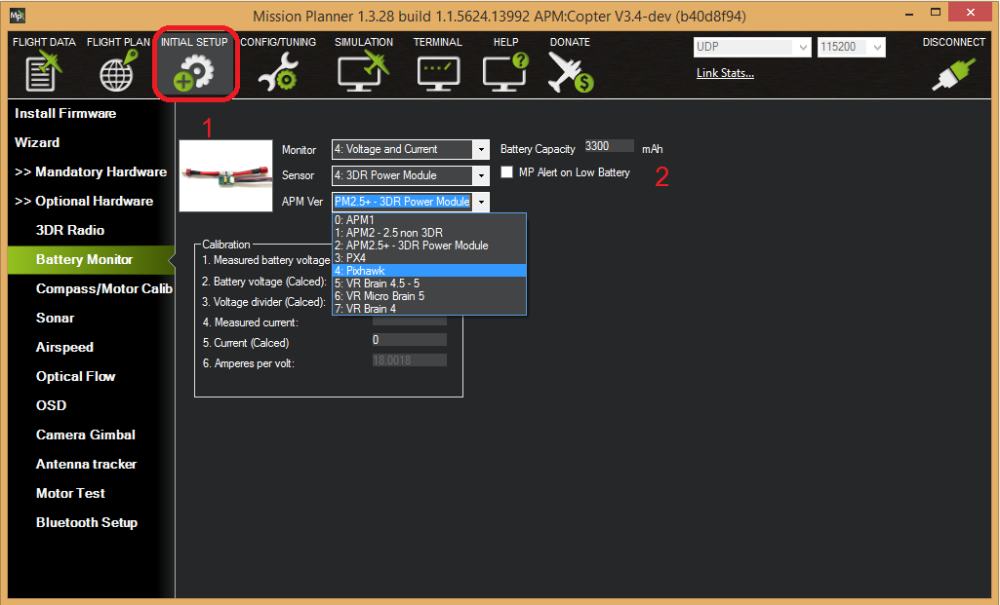 Mp
Mission Planner 1.3.28 build 1.1.5624.13992 APM:Copter V3.4-dev (b40d8f94)
FLIGHT DATA FLIGHT PLAN INITIAL SETUP CONFIG/TUNING SIMULATION TERMINAL HELP DONATE DISCONNECT
UDP 115200
Link Stats...
Install Firmware
Wizard
>> Mandatory Hardware
>> Optional Hardware
3DR Radio
Battery Monitor
Compass/Motor Calib
Sonar
Airspeed
Optical Flow
OSD
Camera Gimbal
Antenna tracker
Motor Test
Bluetooth Setup
1
Monitor 4: Voltage and Current Battery Capacity 3300 mAh
Sensor 4: 3DR Power Module MP Alert on Low Battery 2
APM Ver PM2.5+ - 3DR Power Module
0: APM1
1: APM2 - 2.5 non 3DR
2: APM2.5+ - 3DR Power Module
3: PX4
4: Pixhawk
5: VR Brain 4.5 - 5
6: VR Micro Brain 5
7: VR Brain 4
Calibration
1. Measured battery voltage
2. Battery voltage (Calced):
3. Voltage divider (Calced):
4. Measured current:
5. Current (Calced) 0
6. Amperes per volt: 18.0018